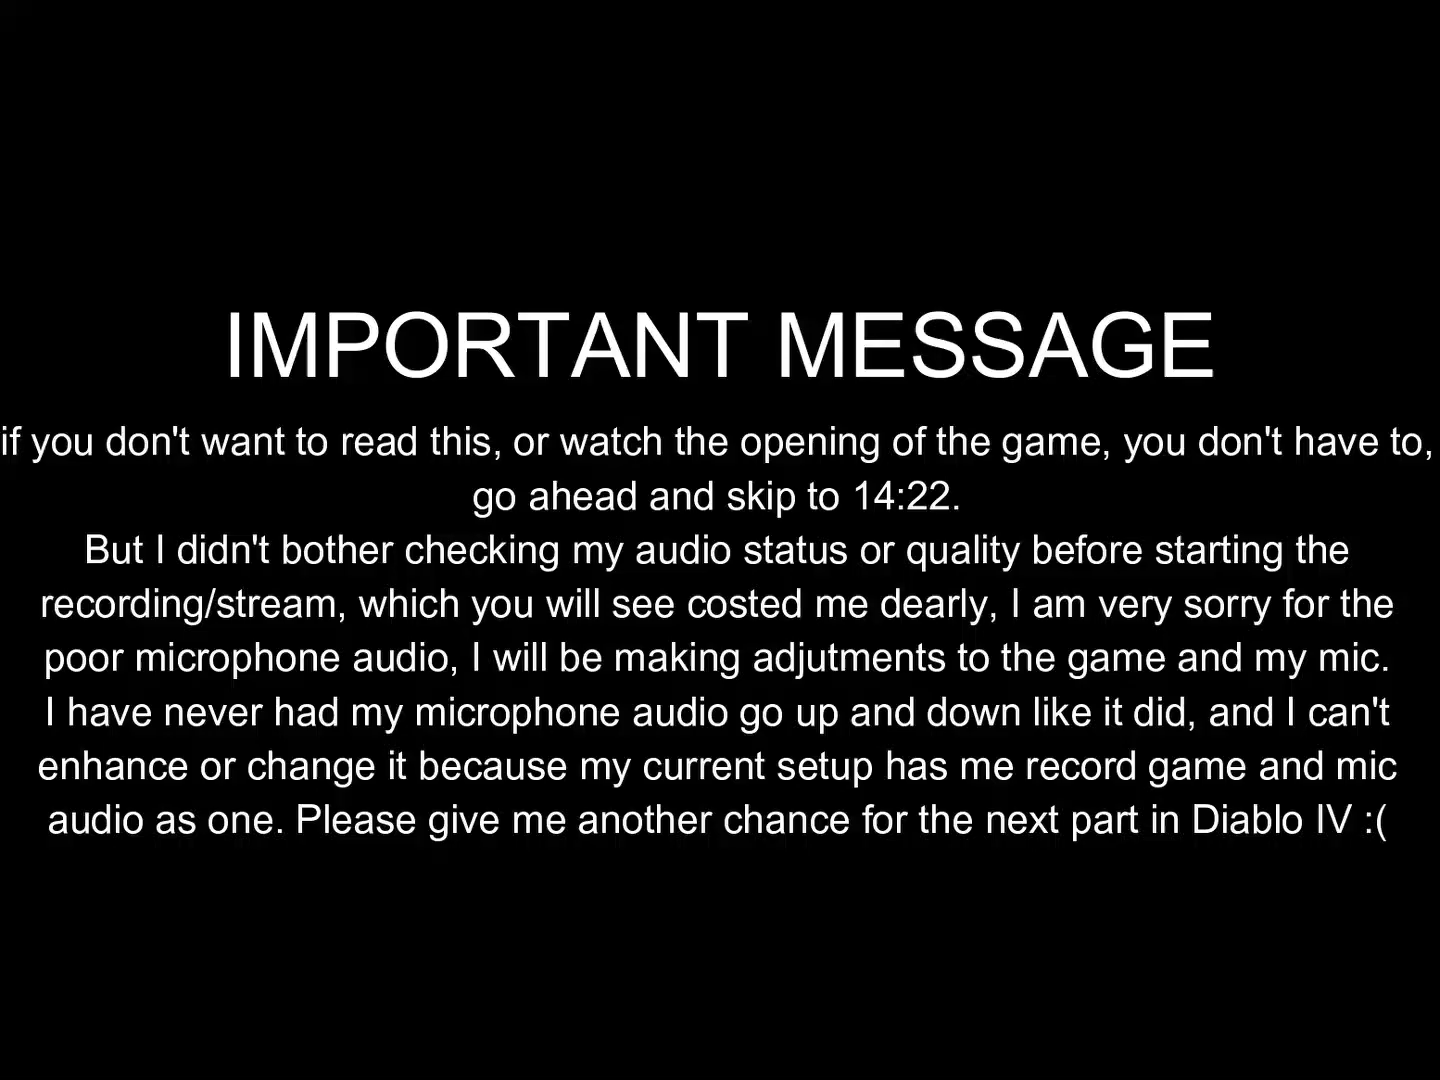 IMPORTANT MESSAGE
if you don't want to read this, or watch the opening of the game, you don't have to,
go ahead and skip to 14:22.
But I didn't bother checking my audio status or quality before starting the
recording/stream, which you will see costed me dearly, I am very sorry for the
poor microphone audio, I will be making adjutments to the game and my mic.
I have never had my microphone audio go up and down like it did, and I can't
enhance or change it because my current setup has me record game and mic
audio as one. Please give me another chance for the next part in Diablo IV :(